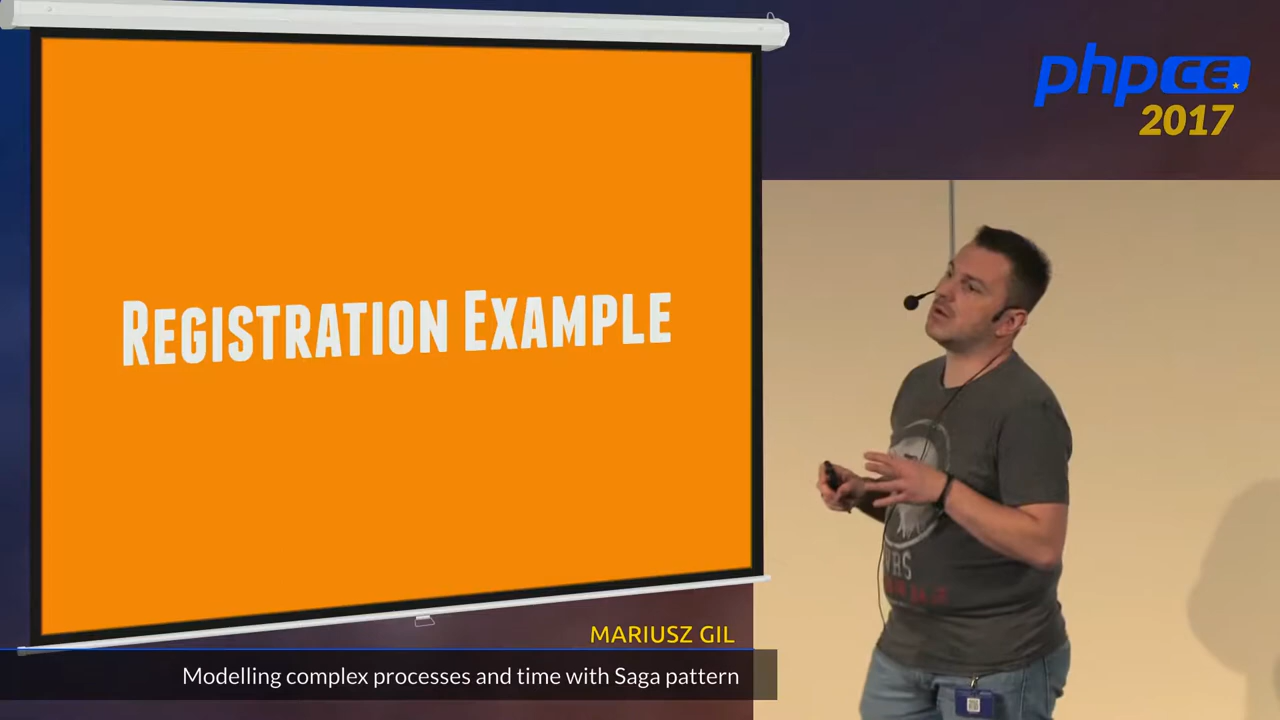 phpCE
2017
REGISTRATION EXAMPLE
MARIUSZ GIL
Modelling complex processes and time with Saga pattern